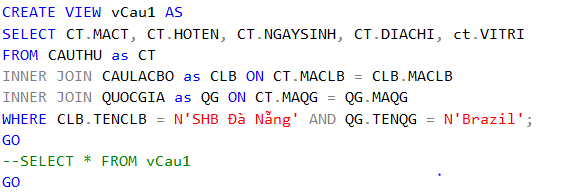 CREATE VIEW vCau1 AS
SELECT CT.MACT, CT.HOTEN, CT.NGAYSINH, CT.DIACHI, ct.VITRI
FROM CAUTHU as CT
INNER JOIN CAULACBO as CLB ON CT.MACLB = CLB.MACLB
INNER JOIN QUOCGIA as QG ON CT.MAQG = QG.MAQG
WHERE CLB.TENCLB = N'SHB Đà Nẵng' AND QG.TENQG = N'Brazil';
GO
--SELECT * FROM vCau1
GO